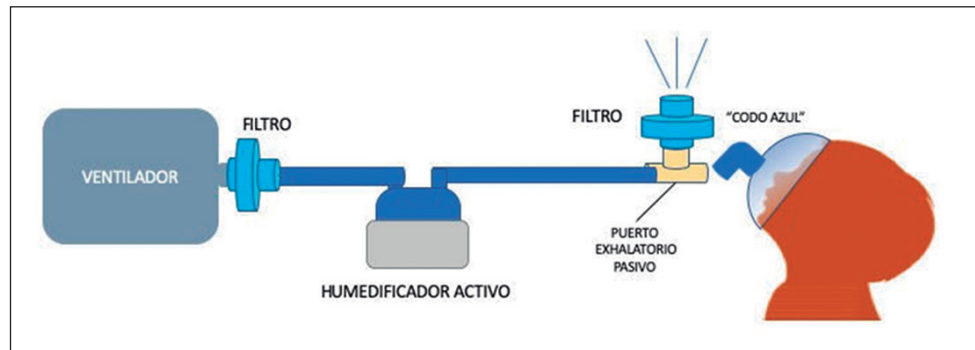 VENTILADOR
FILTRO
HUMEDIFICADOR ACTIVO
FILTRO
PUERTO
EXHALATORIO
PASIVO
"CODO AZUL"